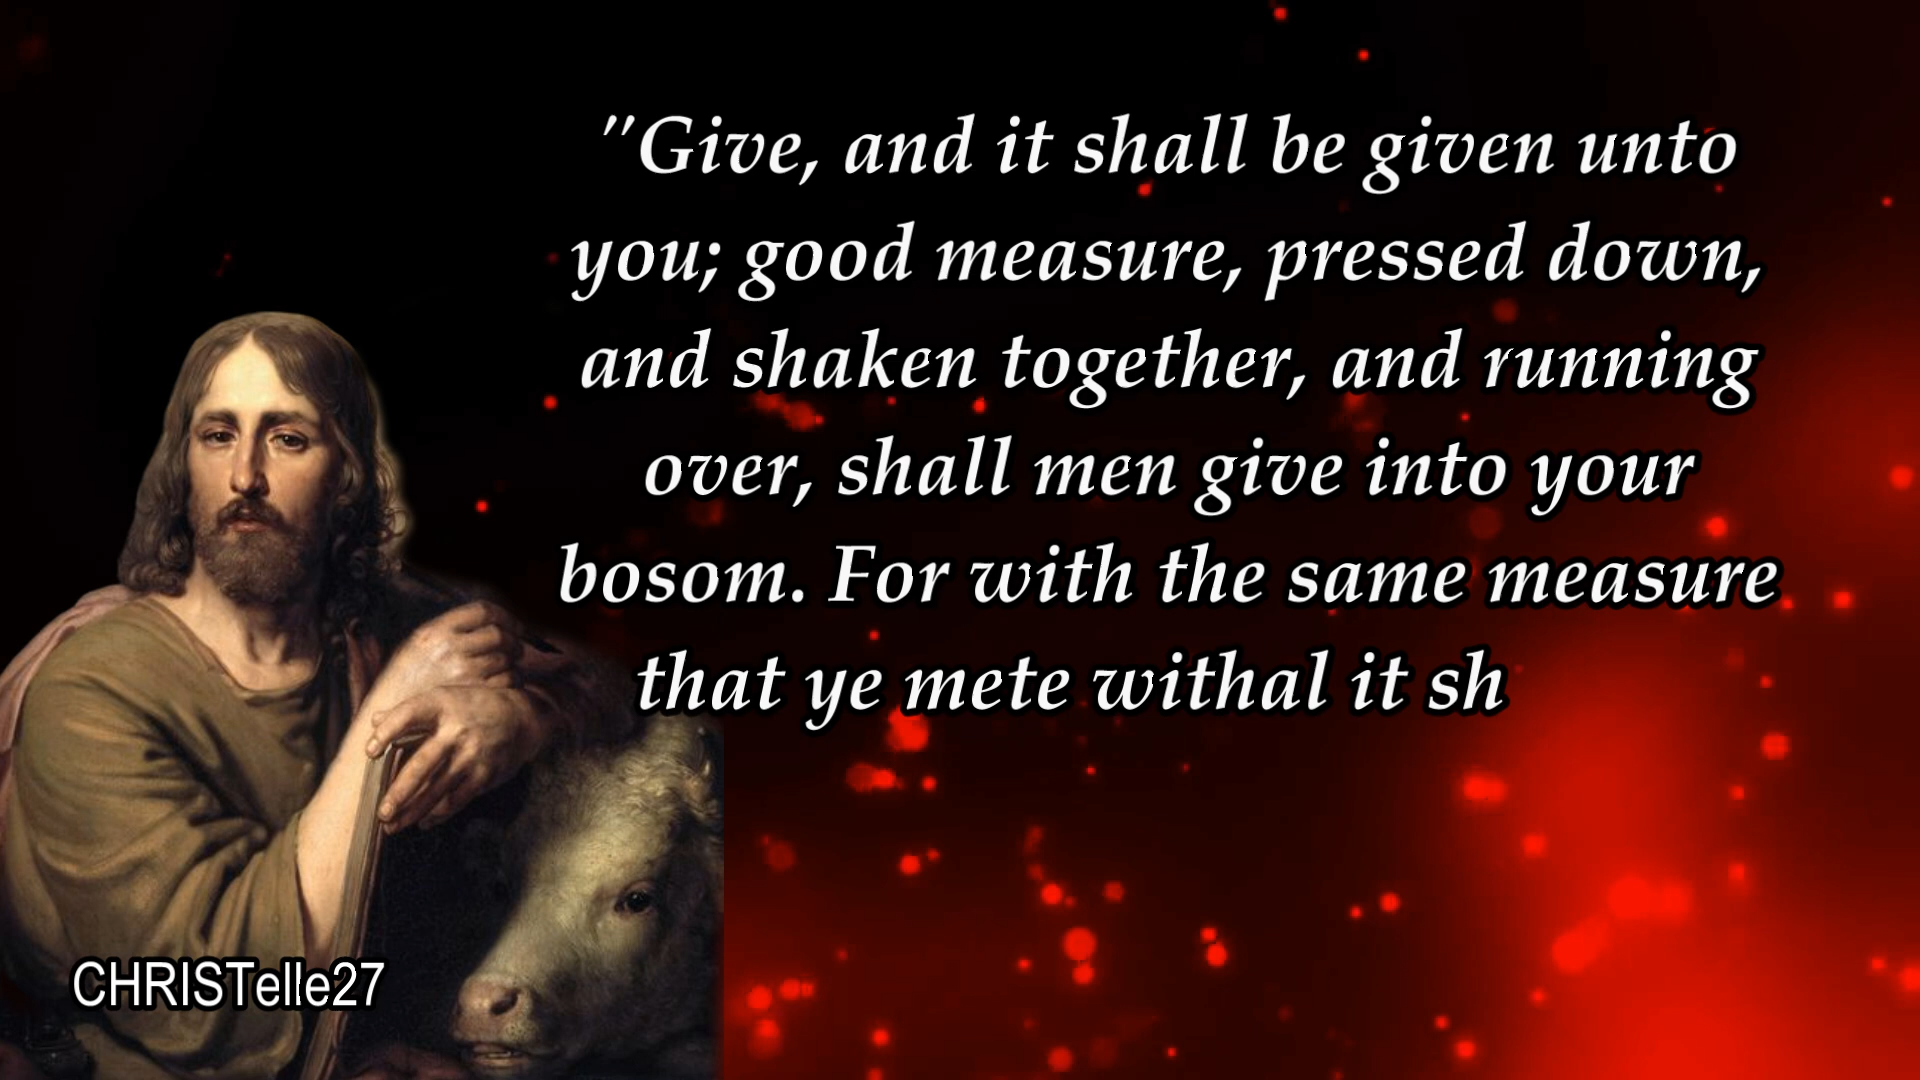 "Give, and it shall be given unto
you; good measure, pressed down,
and shaken together, and running
over, shall men give into your
bosom. For with the same measure
that ye mete withal it sh
CHRISTelle27